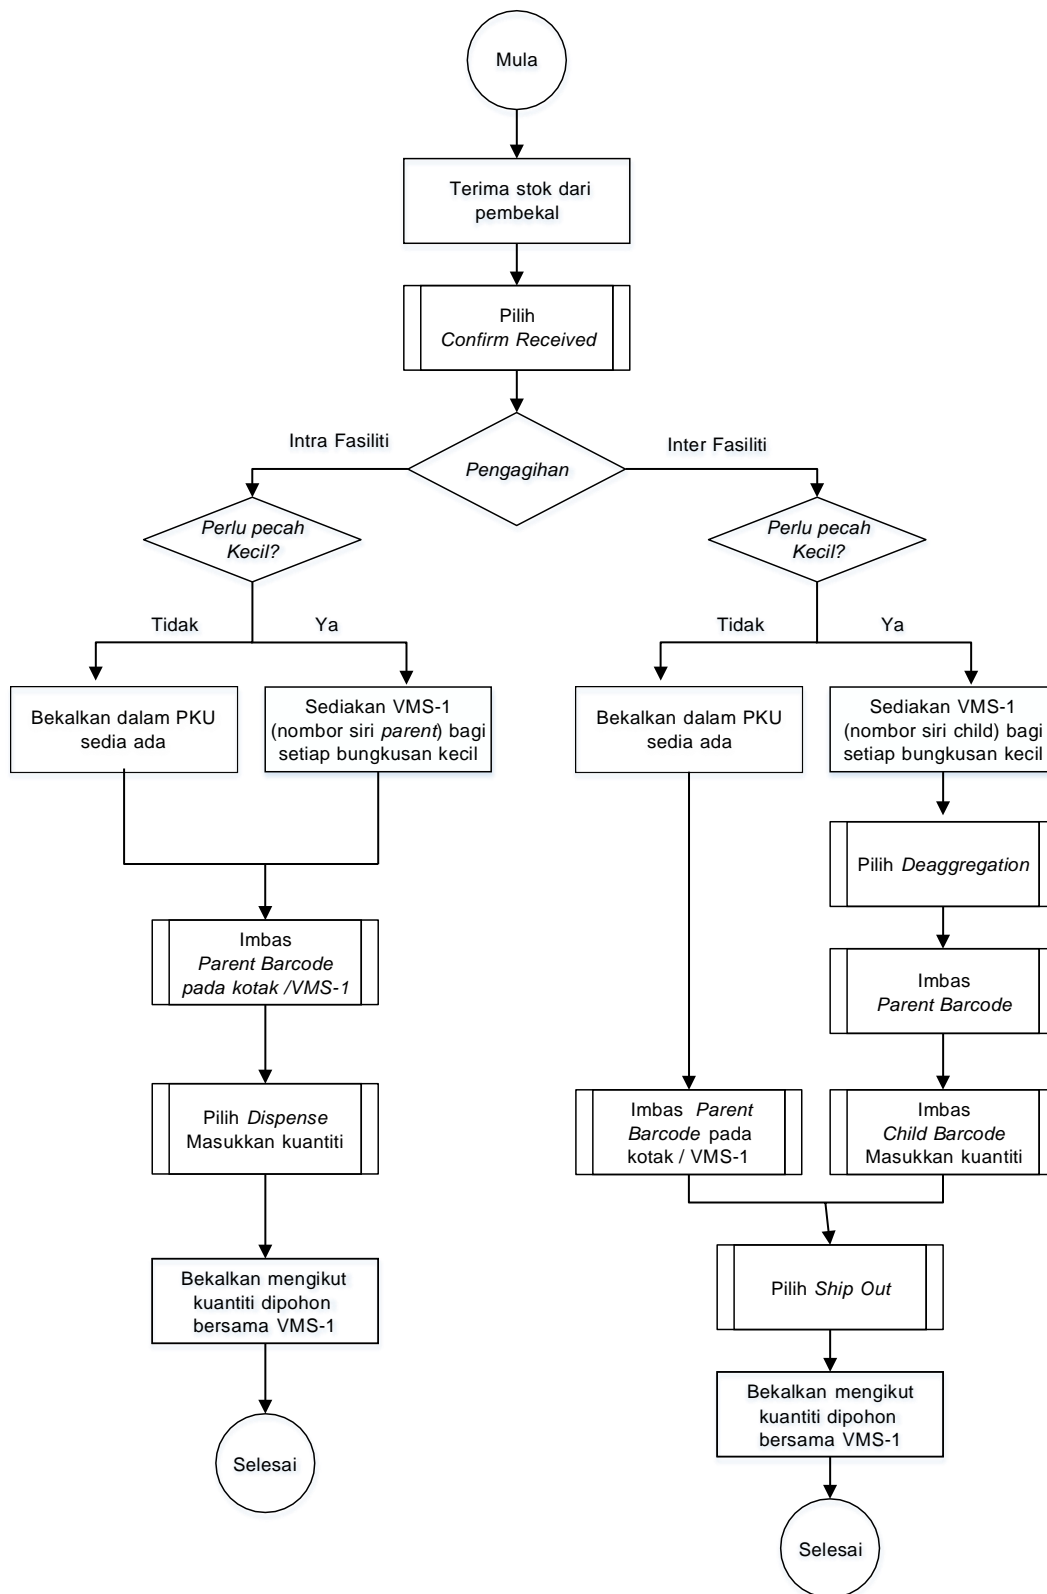 Mula
Terima stok dari
pembekal
Pilih
Confirm Received
Intra Fasiliti
Pengagihan
Inter Fasiliti
Perlu pecah
Kecil?
Perlu pecah
Kecil?
Tidak
Ya
Tidak
Ya
Bekalkan dalam PKU
sedia ada
Sediakan VMS-1
(nombor siri parent) bagi
setiap bungkusan kecil
Bekalkan dalam PKU
sedia ada
Sediakan VMS-1
(nombor siri child) bagi
setiap bungkusan kecil
Pilih Deaggregation
Imbas
Parent Barcode
pada kotak /VMS-1
Imbas
Parent Barcode
Pilih Dispense
Masukkan kuantiti
Imbas Parent
Barcode pada
kotak / VMS-1
Imbas
Child Barcode
Masukkan kuantiti
Bekalkan mengikut
kuantiti dipohon
bersama VMS-1
Pilih Ship Out
Bekalkan mengikut
kuantiti dipohon
bersama VMS-1
Selesai
Selesai